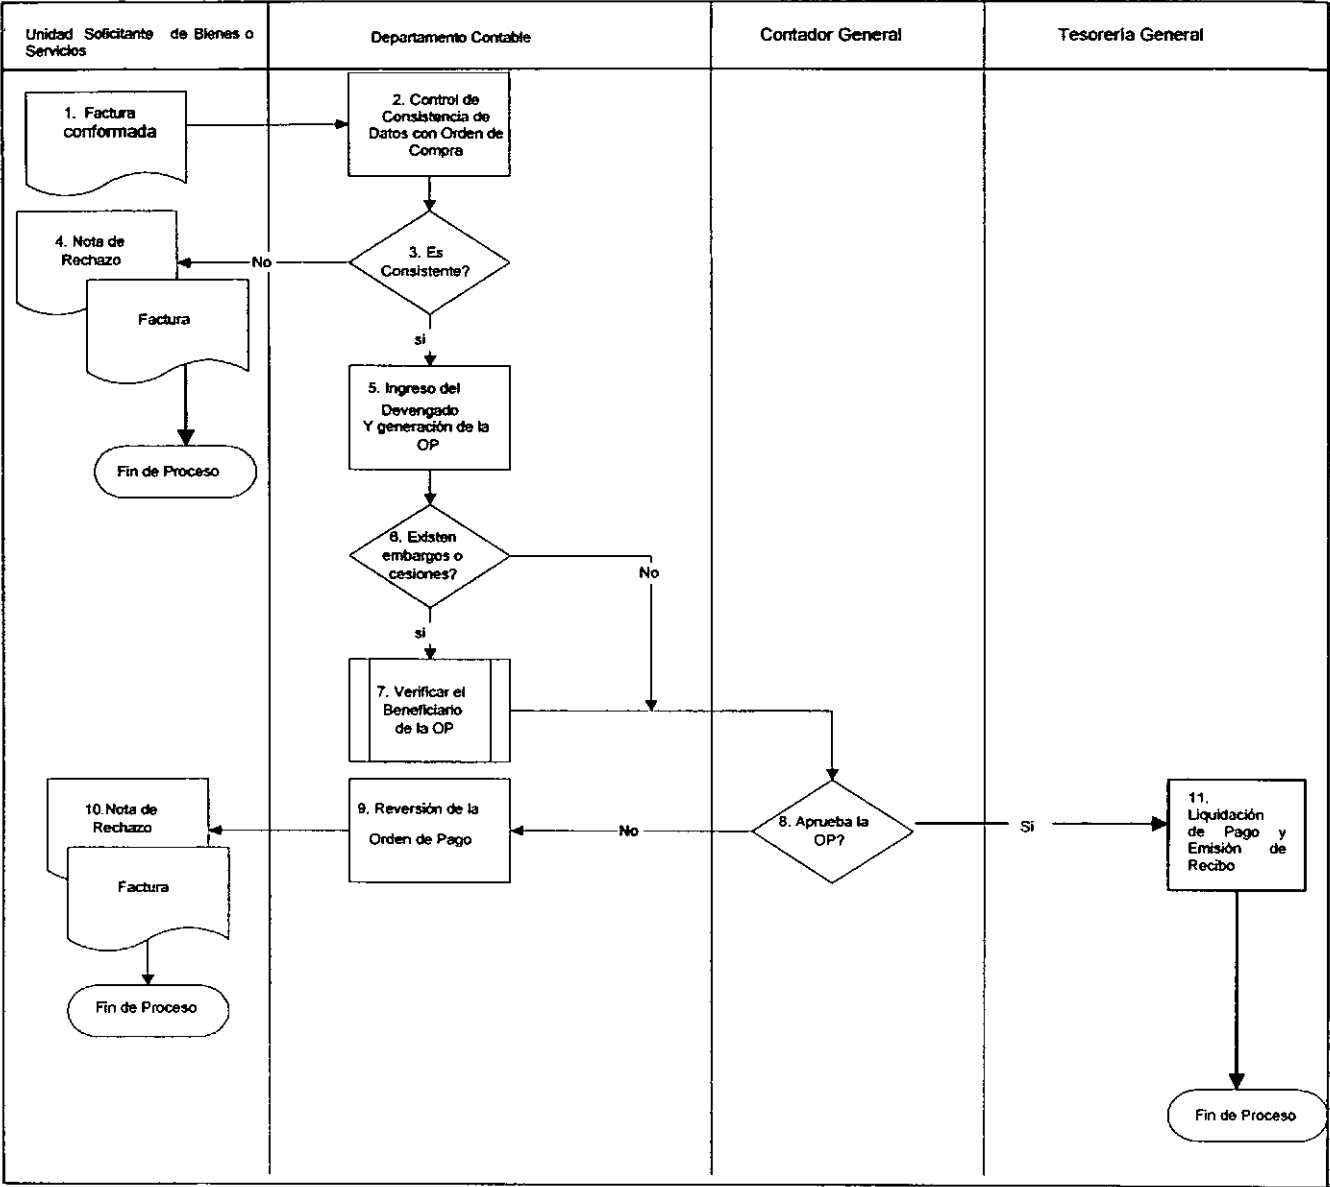 Unidad Solicitante de Bienes o
Servicios
Departamento Contable
Contador General
Tesorería General
1. Factura
conformada
2. Control de
Consistencia de
Datos con Orden de
Compra
4. Nota de
Rechazo
No
3. Es
Consistente?
Factura
si
5. Ingreso del
Devengado
Y generación de la
OP
Fin de Proceso
6. Existen
embargos o
cesiones?
No
si
7. Verificar el
Beneficiario
de la OP
10. Nota de
Rechazo
9. Reversión de la
Orden de Pago
No
8. Aprueba la
OP?
Si
11.
Liquidación
de Pago y
Emisión de
Recibo
Factura
Fin de Proceso
Fin de Proceso